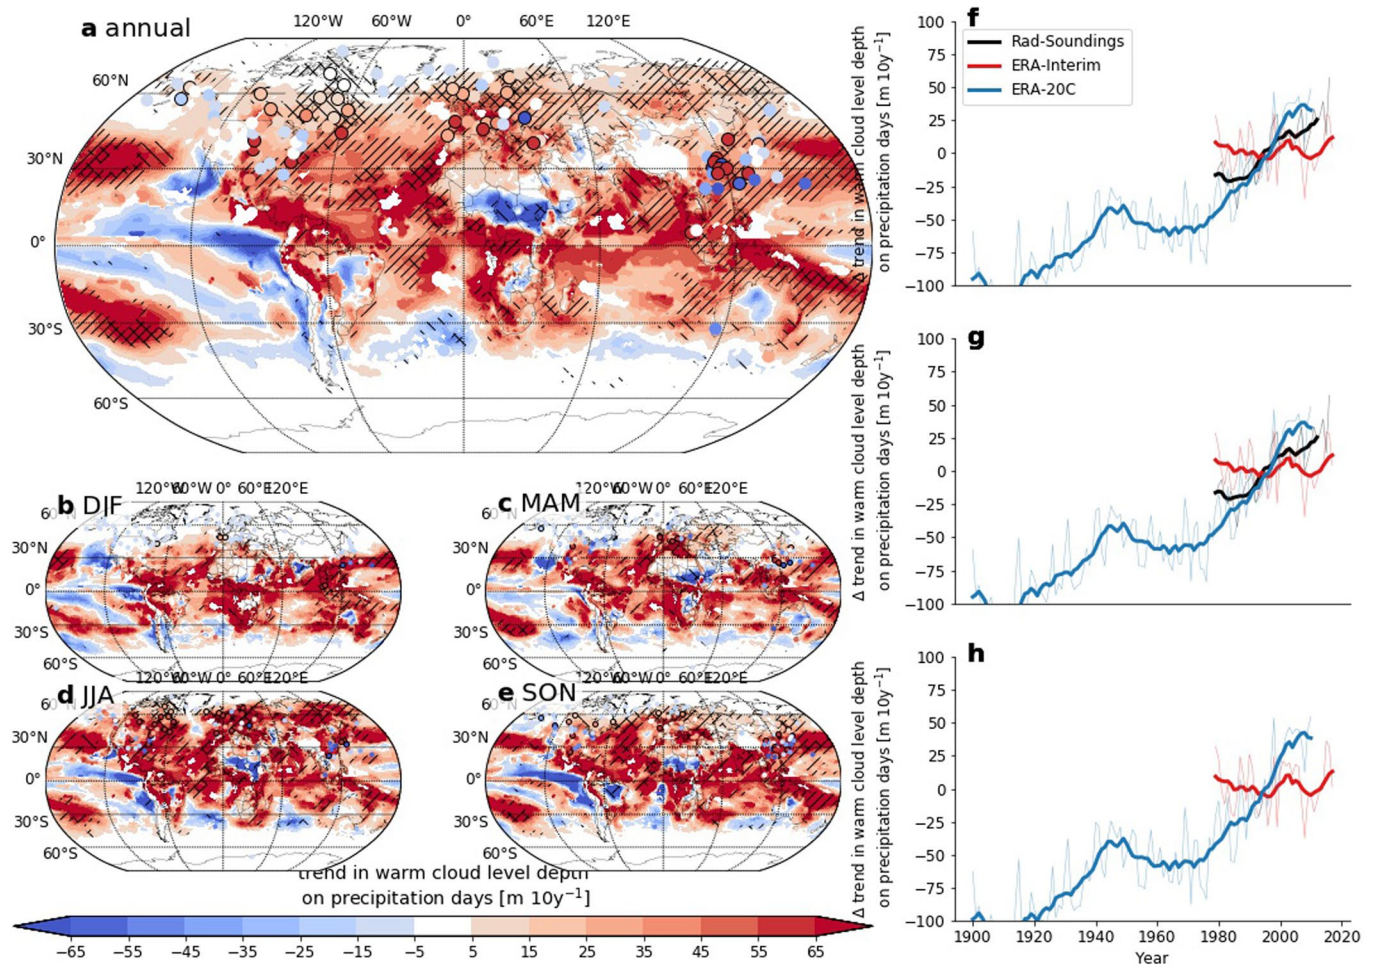 a annual
120°W 60°W 0° 60°E 120°E
60°N
30°N
0°
30°S
60°S
b DJF
120°W 60°W 0° 60°E 120°E
60°N
30°N
0°
30°S
60°S
c MAM
120°W 60°W 0° 60°E 120°E
60°N
30°N
0°
30°S
60°S
d JJA
120°W 60°W 0° 60°E 120°E
60°N
30°N
0°
30°S
60°S
e SON
120°W 60°W 0° 60°E 120°E
60°N
30°N
0°
30°S
60°S
trend in warm cloud level depth
on precipitation days [m 10y⁻¹]
−65 −55 −45 −35 −25 −15 −5 5 15 25 35 45 55 65
f
Rad-Soundings
ERA-Interim
ERA-20C
Δ trend in warm cloud level depth
on precipitation days [m 10y⁻¹]
100
75
50
25
0
−25
−50
−75
−100
g
Δ trend in warm cloud level depth
on precipitation days [m 10y⁻¹]
100
75
50
25
0
−25
−50
−75
−100
h
Δ trend in warm cloud level depth
on precipitation days [m 10y⁻¹]
100
75
50
25
0
−25
−50
−75
−100
1900 1920 1940 1960 1980 2000 2020
Year